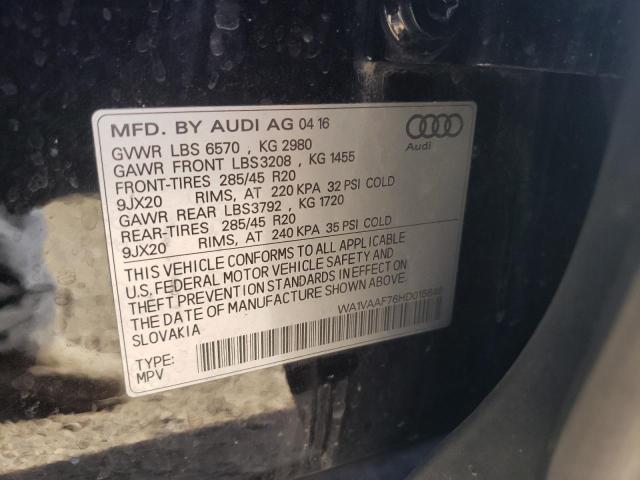 MFD. BY AUDI AG 04 16
Audi
GVWR LBS 6570 , KG 2980
GAWR FRONT LBS3208 , KG 1455
FRONT-TIRES 285/45 R20
9JX20 RIMS, AT 220 KPA 32 PSI COLD
GAWR REAR LBS3792 , KG 1720
REAR-TIRES 285/45 R20
9JX20 RIMS, AT 240 KPA 35 PSI COLD
THIS VEHICLE CONFORMS TO ALL APPLICABLE
U.S. FEDERAL MOTOR VEHICLE SAFETY AND
THEFT PREVENTION STANDARDS IN EFFECT ON
THE DATE OF MANUFACTURE SHOWN ABOVE.
SLOVAKIA
TYPE:
MPV